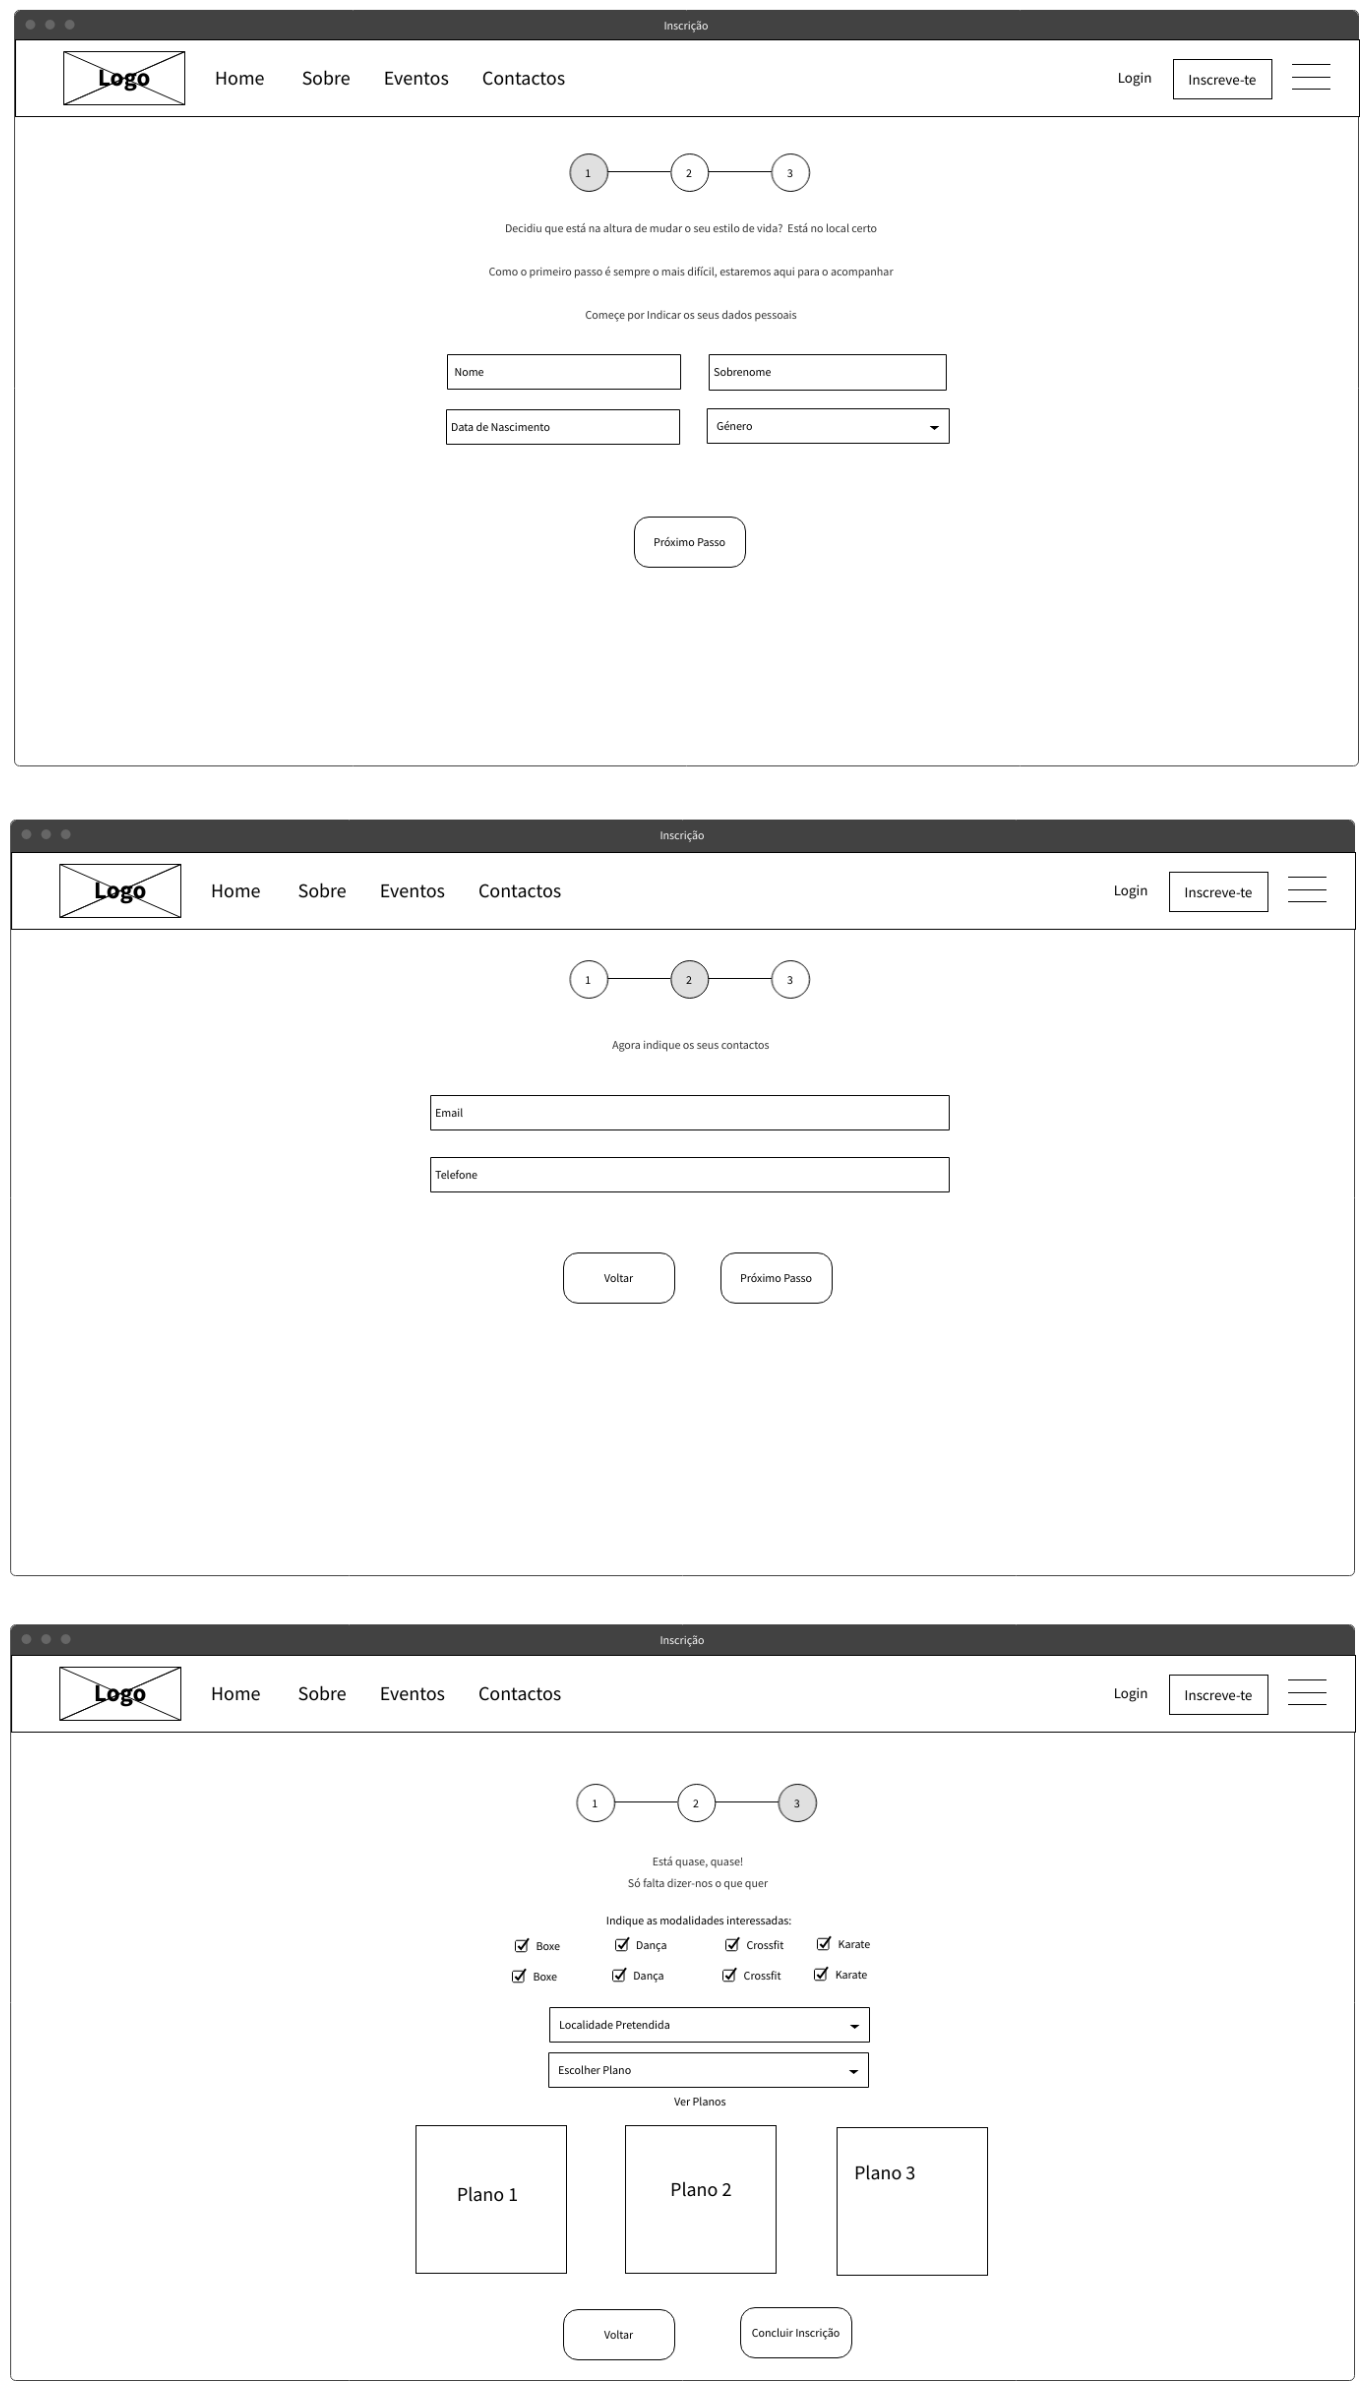 Inscrição
Logo Home Sobre Eventos Contactos Login Inscreve-te
1 2 3
Decidiu que está na altura de mudar o seu estilo de vida? Está no local certo
Como o primeiro passo é sempre o mais difícil, estaremos aqui para o acompanhar
Começe por Indicar os seus dados pessoais
Nome Sobrenome
Data de Nascimento Género
Próximo Passo
Inscrição
Logo Home Sobre Eventos Contactos Login Inscreve-te
1 2 3
Agora indique os seus contactos
Email
Telefone
Voltar Próximo Passo
Inscrição
Logo Home Sobre Eventos Contactos Login Inscreve-te
1 2 3
Está quase, quase!
Só falta dizer-nos o que quer
Indique as modalidades interessadas:
Boxe Dança Crossfit Karate
Boxe Dança Crossfit Karate
Localidade Pretendida
Escolher Plano
Ver Planos
Plano 1 Plano 2 Plano 3
Voltar Concluir Inscrição